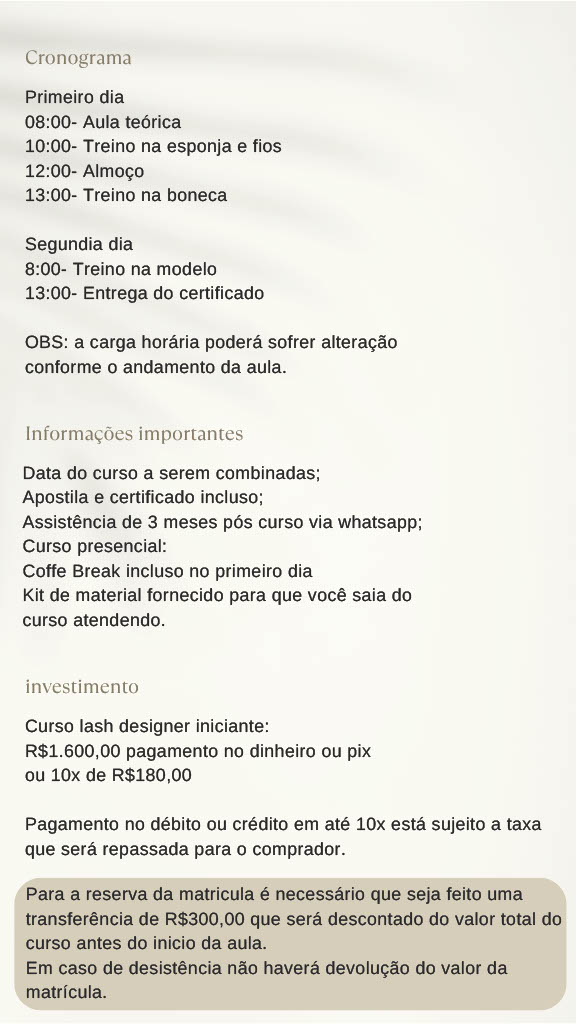 Cronograma
Primeiro dia
08:00- Aula teórica
10:00- Treino na esponja e fios
12:00- Almoço
13:00- Treino na boneca
Segundia dia
8:00- Treino na modelo
13:00- Entrega do certificado
OBS: a carga horária poderá sofrer alteração
conforme o andamento da aula.
Informações importantes
Data do curso a serem combinadas;
Apostila e certificado incluso;
Assistência de 3 meses pós curso via whatsapp;
Curso presencial:
Coffe Break incluso no primeiro dia
Kit de material fornecido para que você saia do
curso atendendo.
investimento
Curso lash designer iniciante:
R$1.600,00 pagamento no dinheiro ou pix
ou 10x de R$180,00
Pagamento no débito ou crédito em até 10x está sujeito a taxa
que será repassada para o comprador.
Para a reserva da matricula é necessário que seja feito uma
transferência de R$300,00 que será descontado do valor total do
curso antes do inicio da aula.
Em caso de desistência não haverá devolução do valor da
matrícula.